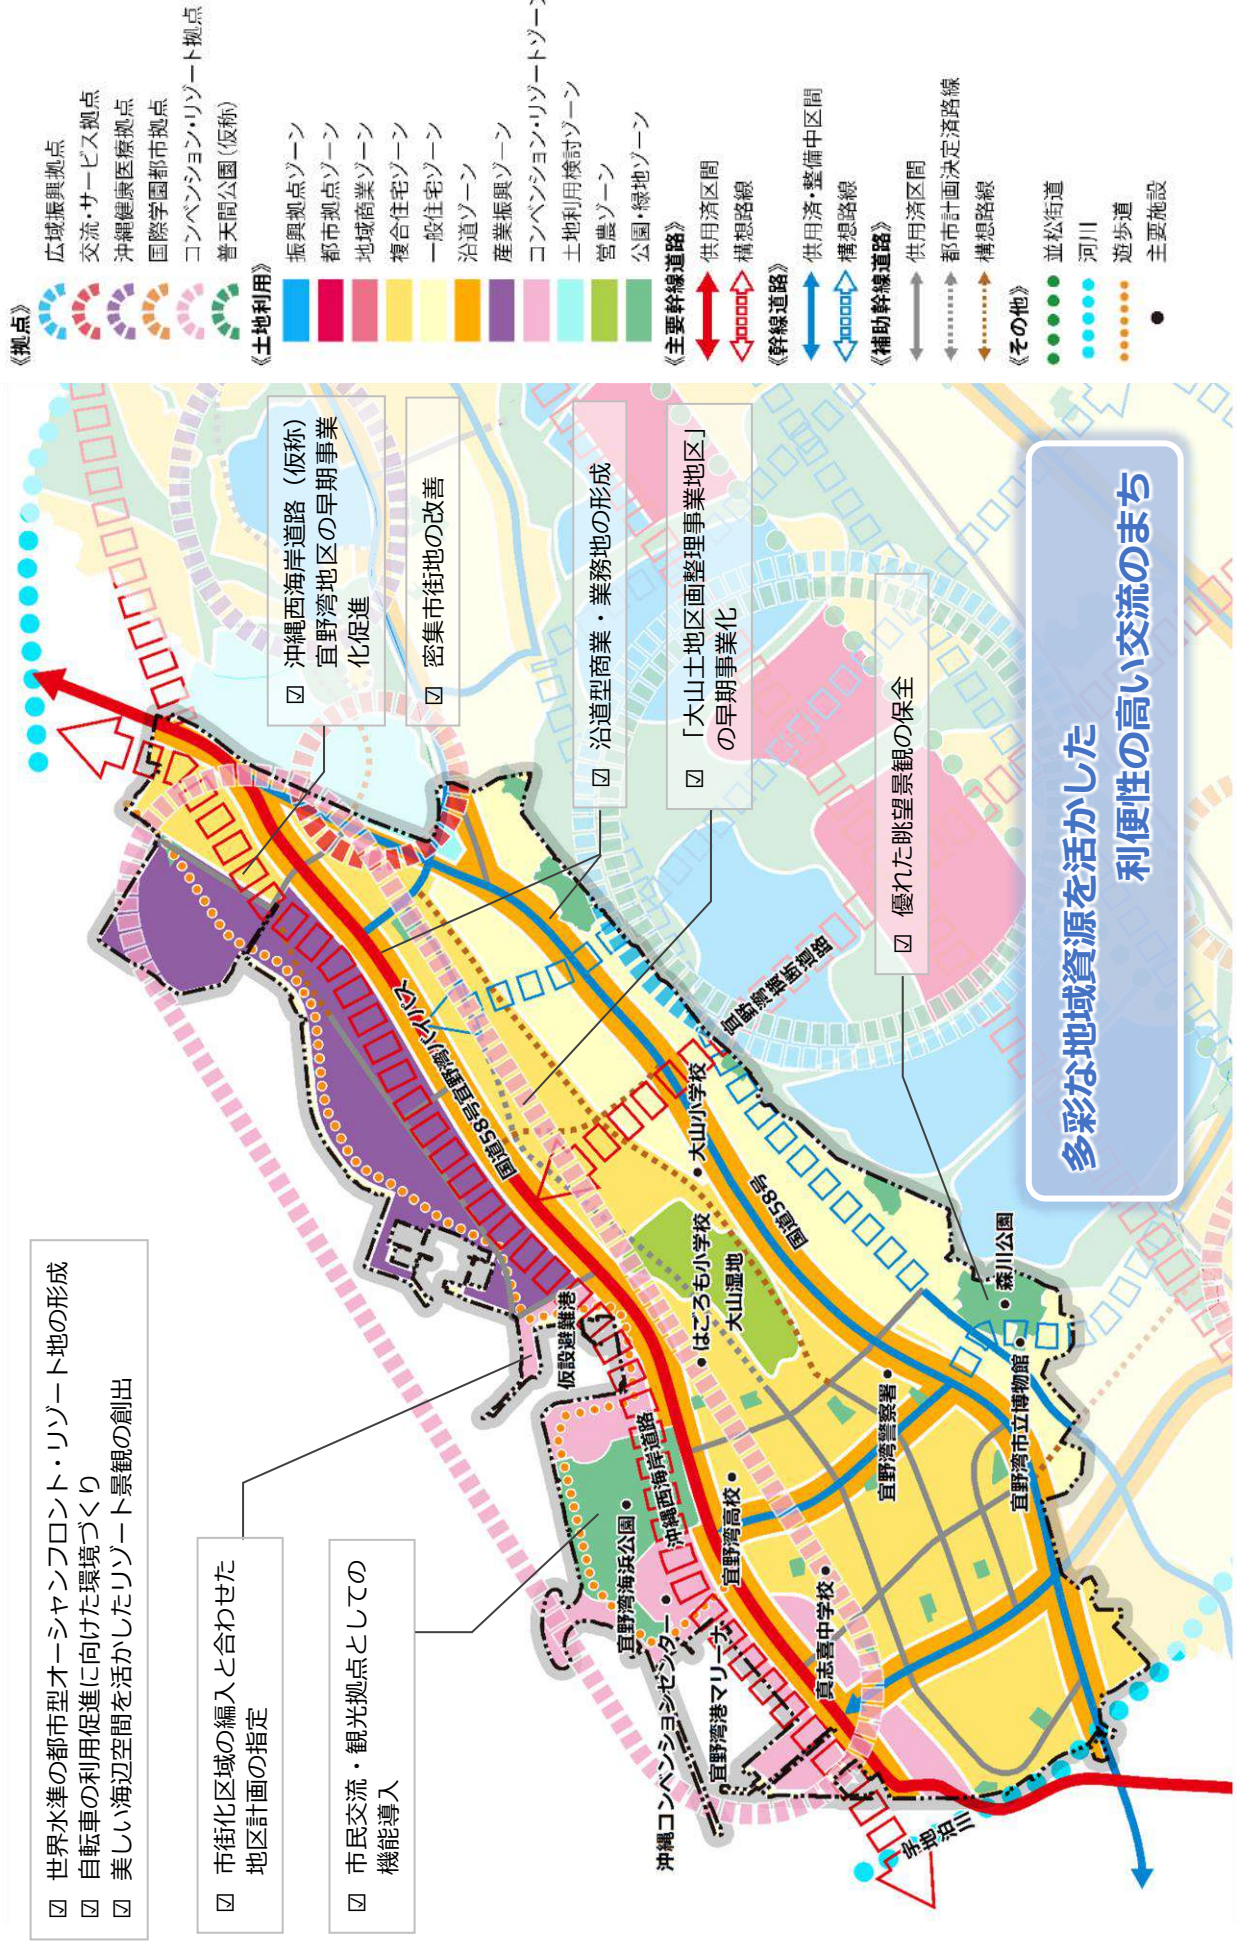 ☑ 世界水準の都市型オーシャンフロント・リゾート地の形成
☑ 自転車の利用促進に向けた環境づくり
☑ 美しい海辺空間を活かしたリゾート景観の創出
☑ 市街化区域の編入と合わせた
地区計画の指定
☑ 市民交流・観光拠点としての
機能導入
☑ 沖縄西海岸道路（仮称）
宜野湾地区の早期事業
化促進
☑ 密集市街地の改善
☑ 沿道型商業・業務地の形成
☑ 「大山土地区画整理事業地区」
の早期事業化
☑ 優れた眺望景観の保全
国道58号宜野湾バイパス
宜野湾横断道路
大山小学校
国道58号
はごろも小学校
大山湿地
仮設避難港
森川公園
宜野湾市立博物館
宜野湾警察署
沖縄西海岸道路
宜野湾高校
宜野湾海浜公園
真志喜中学校
沖縄コンベンションセンター
宜野湾港マリーナ
宇地泊川
多彩な地域資源を活かした
利便性の高い交流のまち
《拠点》
広域振興拠点
交流・サービス拠点
沖縄健康医療拠点
国際学園都市拠点
コンベンション・リゾート拠点
普天間公園（仮称）
《土地利用》
振興拠点ゾーン
都市拠点ゾーン
地域商業ゾーン
複合住宅ゾーン
一般住宅ゾーン
沿道ゾーン
産業振興ゾーン
コンベンション・リゾートゾーン
土地利用検討ゾーン
営農ゾーン
公園・緑地ゾーン
《主要幹線道路》
供用済区間
構想路線
《幹線道路》
供用済・整備中区間
構想路線
《補助幹線道路》
供用済区間
都市計画決定済路線
構想路線
《その他》
並松街道
河川
遊歩道
主要施設